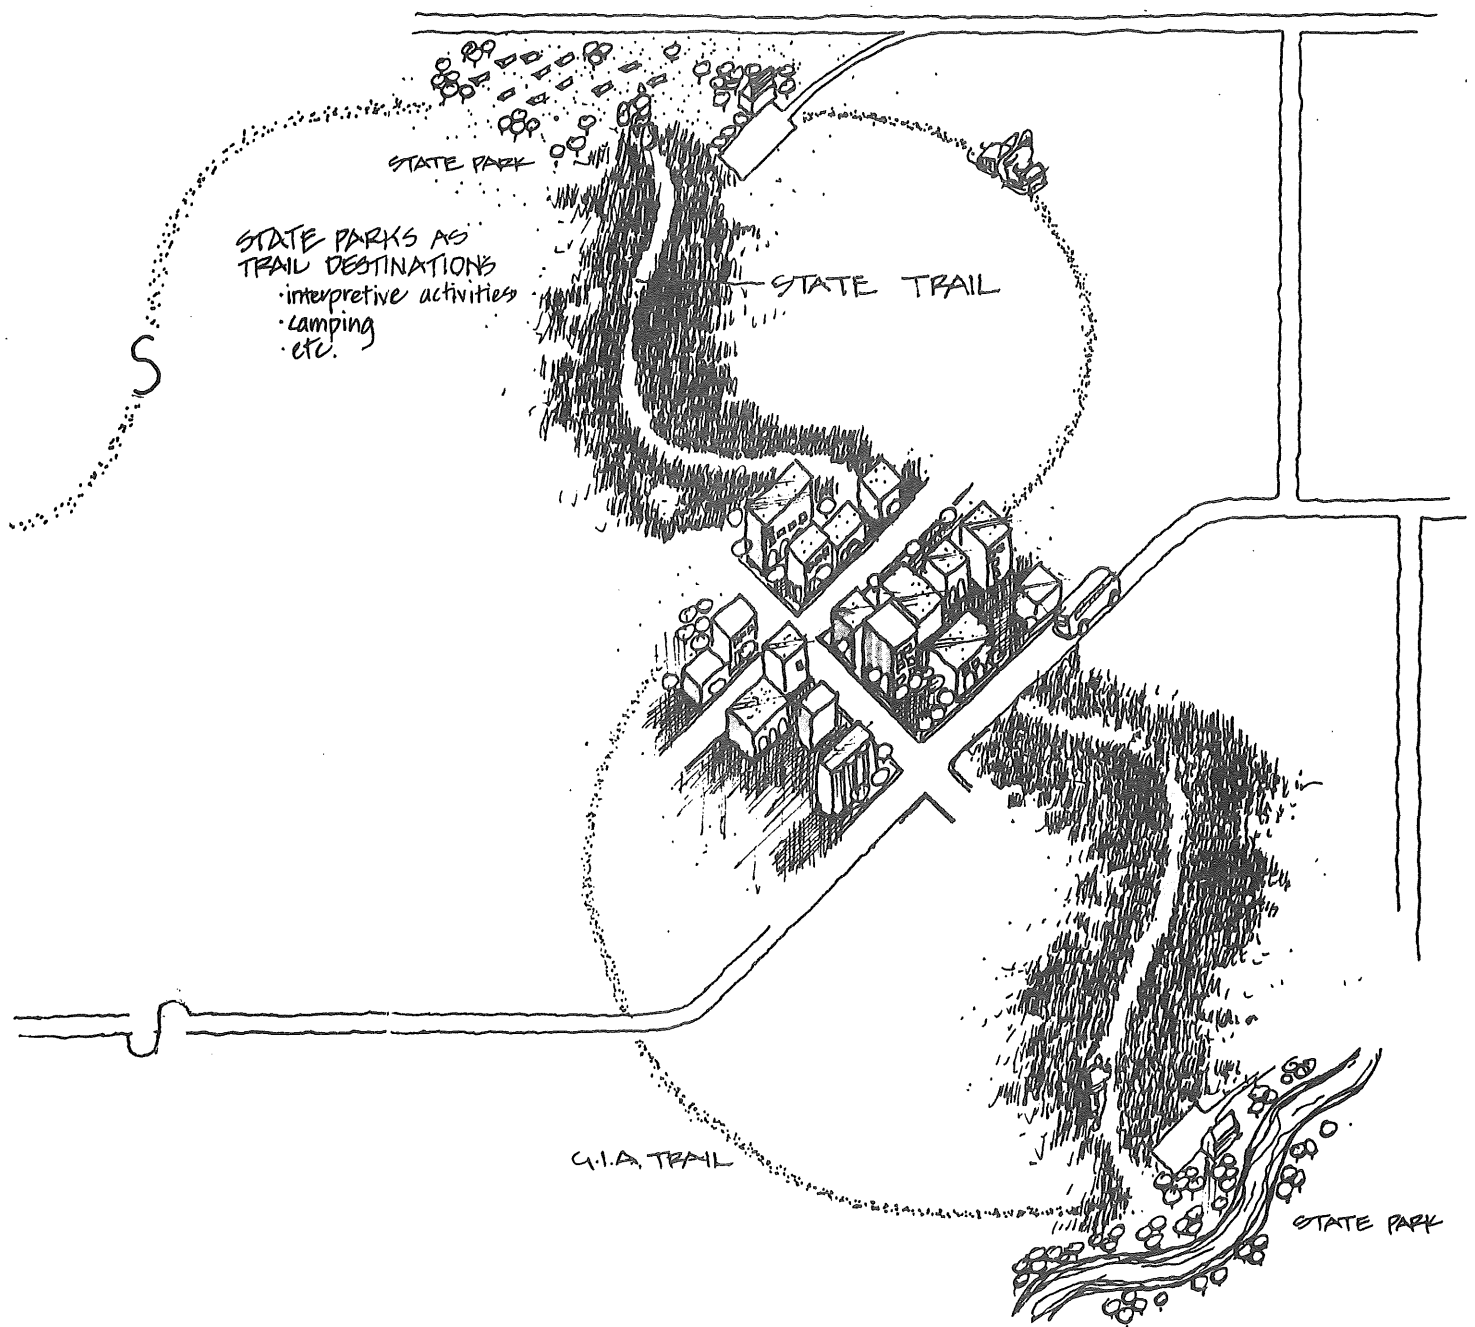 STATE PARK
STATE PARKS AS
TRAIL DESTINATIONS
· interpretive activities
· camping
· etc.
STATE TRAIL
G.I.A. TRAIL
STATE PARK